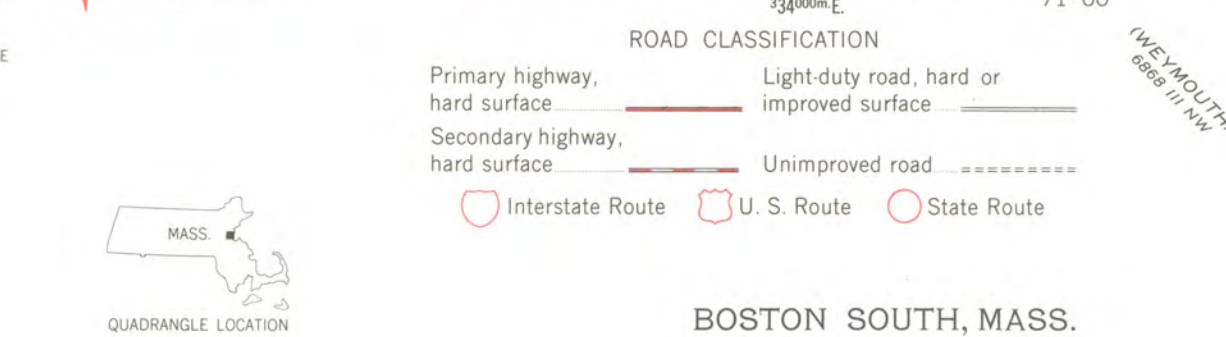 ³34⁰⁰⁰ᵐ·E.
E
ROAD CLASSIFICATION
Primary highway,
hard surface
Light-duty road, hard or
improved surface
Secondary highway,
hard surface
Unimproved road
Interstate Route
U. S. Route
State Route
(WEYMOUTH)
6868 III NW
MASS.
QUADRANGLE LOCATION
BOSTON SOUTH, MASS.